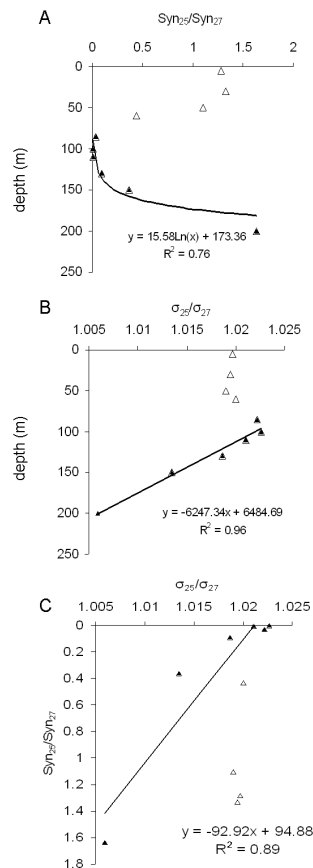 A
Syn25/Syn27
0 0.5 1 1.5 2
0
50
100
150
200
250
depth (m)
y = 15.58Ln(x) + 173.36
R² = 0.76
B
σ25/σ27
1.005 1.01 1.015 1.02 1.025
0
50
100
150
200
250
depth (m)
y = -6247.34x + 6484.69
R² = 0.96
C
σ25/σ27
1.005 1.01 1.015 1.02 1.025
0
0.2
0.4
0.6
0.8
1
1.2
1.4
1.6
1.8
Syn25/Syn27
y = -92.92x + 94.88
R² = 0.89